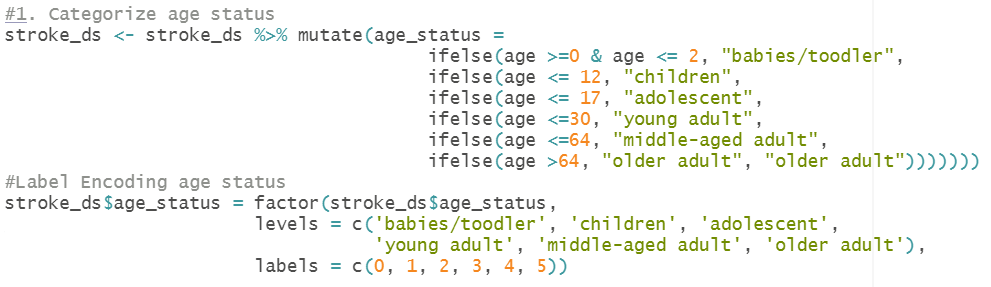 #1. Categorize age status
stroke_ds <- stroke_ds %>% mutate(age_status =
ifelse(age >=0 & age <= 2, "babies/toodler",
ifelse(age <= 12, "children",
ifelse(age <= 17, "adolescent",
ifelse(age <=30, "young adult",
ifelse(age <=64, "middle-aged adult",
ifelse(age >64, "older adult", "older adult")))))))
#Label Encoding age status
stroke_ds$age_status = factor(stroke_ds$age_status,
levels = c('babies/toodler', 'children', 'adolescent',
'young adult', 'middle-aged adult', 'older adult'),
labels = c(0, 1, 2, 3, 4, 5))